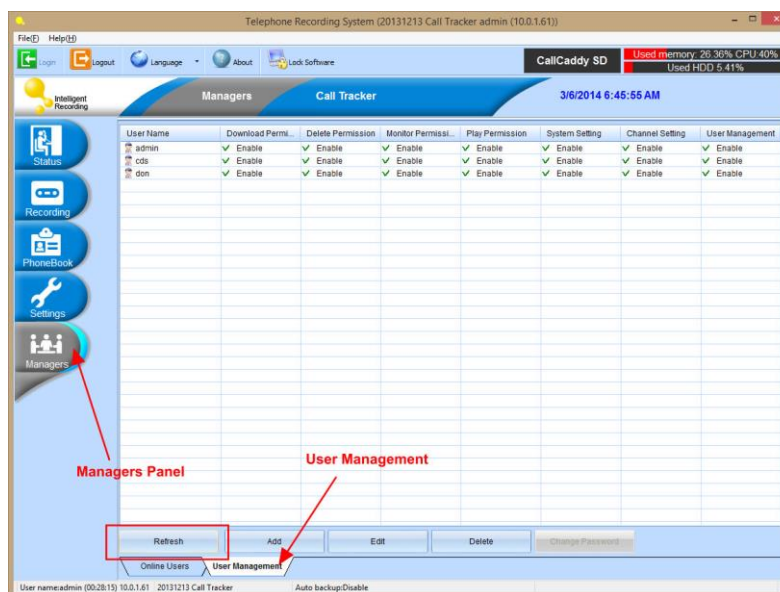 Telephone Recording System (20131213 Call Tracker admin (10.0.1.61))
File(F) Help(H)
Login Logout Language About Lock Software CallCaddy SD Used memory: 26.36% CPU:40%
Used HDD 5.41%
Intelligent Recording Managers Call Tracker 3/6/2014 6:45:55 AM
User Name Download Permi... Delete Permission Monitor Permissi... Play Permission System Setting Channel Setting User Management
admin Enable Enable Enable Enable Enable Enable Enable
cds Enable Enable Enable Enable Enable Enable Enable
don Enable Enable Enable Enable Enable Enable Enable
Status
Recording
PhoneBook
Settings
Managers
Managers Panel
User Management
Refresh Add Edit Delete Change Password
Online Users User Management
User name:admin (00:28:15) 10.0.1.61 20131213 Call Tracker Auto backup:Disable